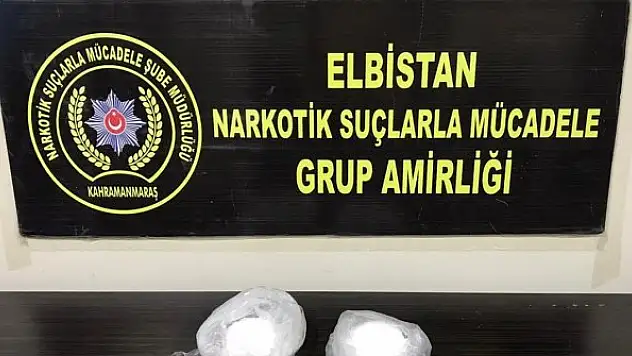 NARKOTİK SUÇLARLA MÜCADELE ŞUBE MÜDÜRLÜĞÜ
KAHRAMANMARAŞ
ELBİSTAN
NARKOTİK SUÇLARLA MÜCADELE
GRUP AMİRLİĞİ